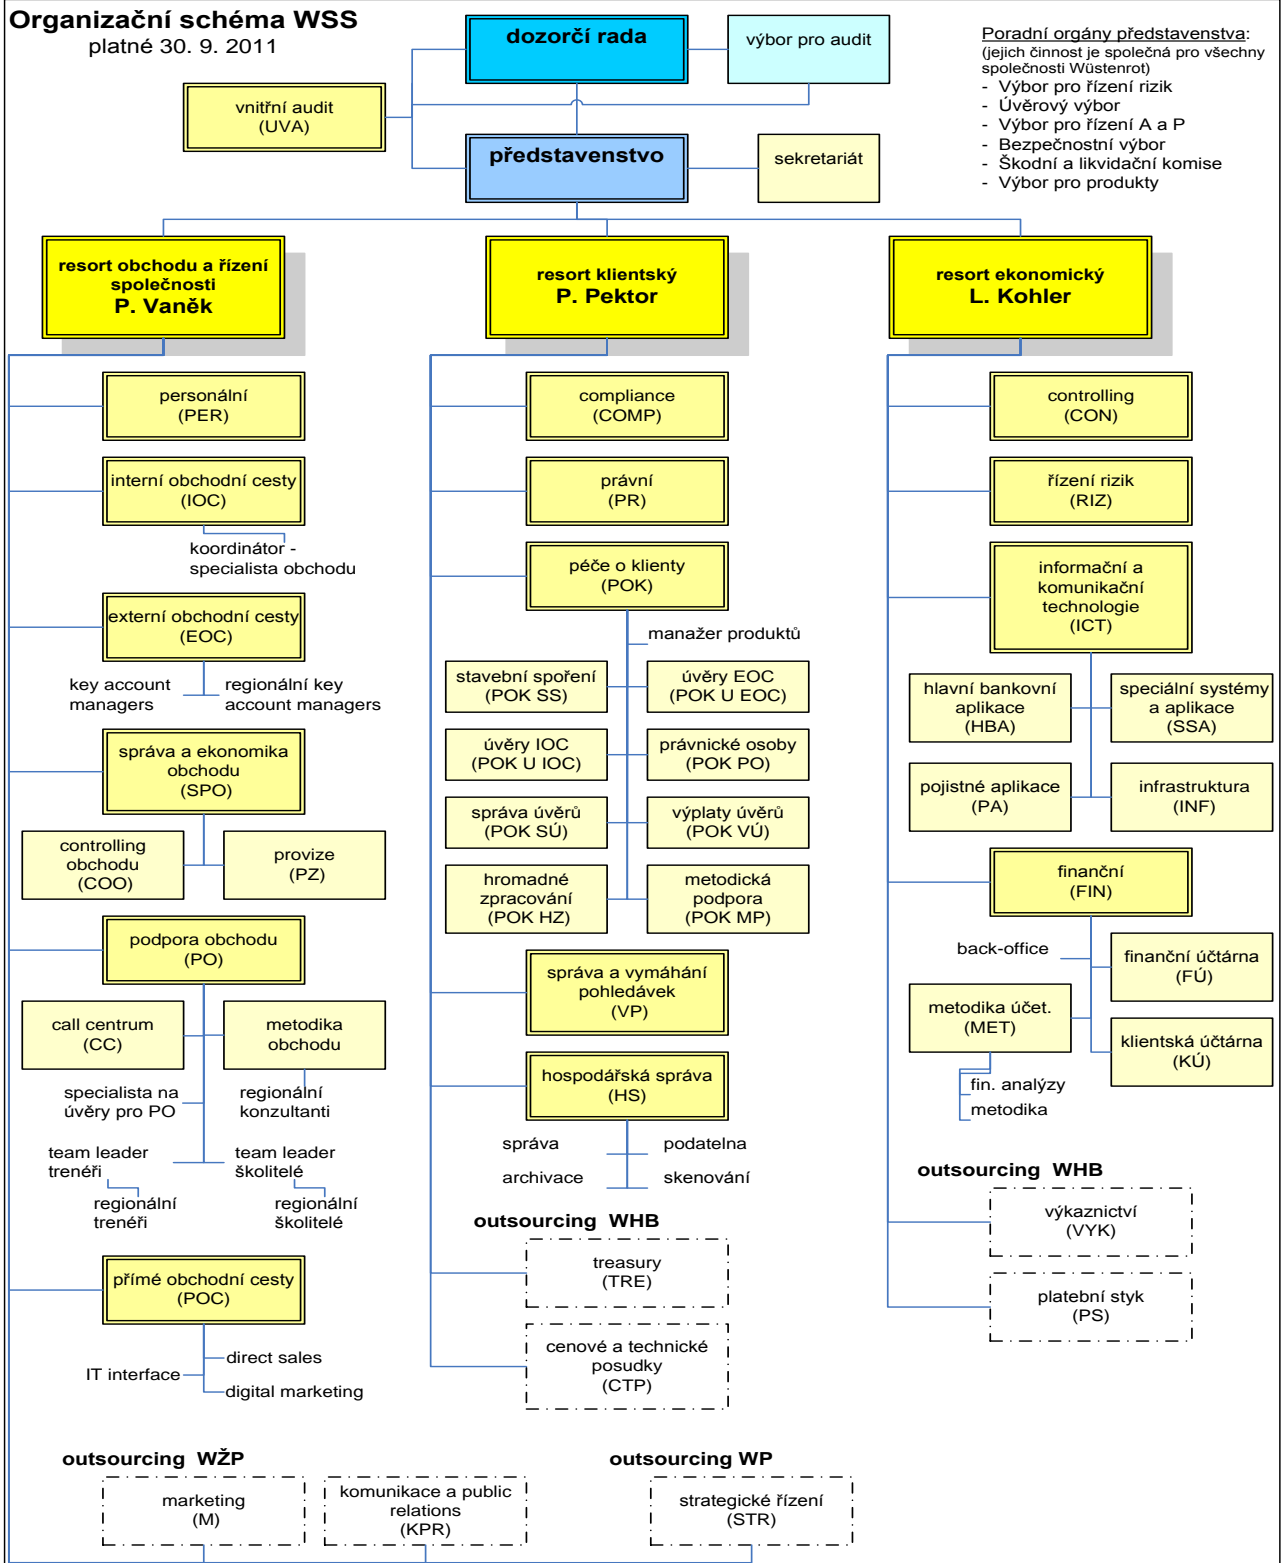 Organizační schéma WSS
platné 30. 9. 2011
dozorčí rada
výbor pro audit
Poradní orgány představenstva:
(jejich činnost je společná pro všechny
společnosti Wüstenrot)
- Výbor pro řízení rizik
- Úvěrový výbor
- Výbor pro řízení A a P
- Bezpečnostní výbor
- Škodní a likvidační komise
- Výbor pro produkty
vnitřní audit
(UVA)
představenstvo
sekretariát
resort obchodu a řízení
společnosti
P. Vaněk
resort klientský
P. Pektor
resort ekonomický
L. Kohler
personální
(PER)
interní obchodní cesty
(IOC)
koordinátor -
specialista obchodu
externí obchodní cesty
(EOC)
key account
managers
regionální key
account managers
správa a ekonomika
obchodu
(SPO)
controlling
obchodu
(COO)
provize
(PZ)
podpora obchodu
(PO)
call centrum
(CC)
metodika
obchodu
specialista na
úvěry pro PO
regionální
konzultanti
team leader
trenéři
team leader
školitelé
regionální
trenéři
regionální
školitelé
přímé obchodní cesty
(POC)
direct sales
IT interface
digital marketing
compliance
(COMP)
právní
(PR)
péče o klienty
(POK)
manažer produktů
stavební spoření
(POK SS)
úvěry EOC
(POK U EOC)
úvěry IOC
(POK U IOC)
právnické osoby
(POK PO)
správa úvěrů
(POK SÚ)
výplaty úvěrů
(POK VÚ)
hromadné
zpracování
(POK HZ)
metodická
podpora
(POK MP)
správa a vymáhání
pohledávek
(VP)
hospodářská správa
(HS)
správa
podatelna
archivace
skenování
outsourcing WHB
treasury
(TRE)
cenové a technické
posudky
(CTP)
controlling
(CON)
řízení rizik
(RIZ)
informační a
komunikační
technologie
(ICT)
hlavní bankovní
aplikace
(HBA)
speciální systémy
a aplikace
(SSA)
pojistné aplikace
(PA)
infrastruktura
(INF)
finanční
(FIN)
back-office
finanční účtárna
(FÚ)
metodika účet.
(MET)
klientská účtárna
(KÚ)
fin. analýzy
metodika
outsourcing WHB
výkaznictví
(VYK)
platební styk
(PS)
outsourcing WŽP
marketing
(M)
komunikace a public
relations
(KPR)
outsourcing WP
strategické řízení
(STR)